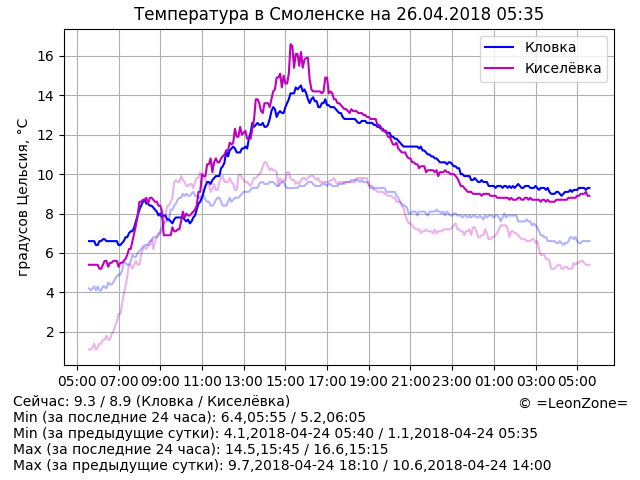 Температура в Смоленске на 26.04.2018 05:35
Кловка
Киселёвка
градусов Цельсия, °C
16
14
12
10
8
6
4
2
05:00 07:00 09:00 11:00 13:00 15:00 17:00 19:00 21:00 23:00 01:00 03:00 05:00
Сейчас: 9.3 / 8.9 (Кловка / Киселёвка)
© =LeonZone=
Min (за последние 24 часа): 6.4,05:55 / 5.2,06:05
Min (за предыдущие сутки): 4.1,2018-04-24 05:40 / 1.1,2018-04-24 05:35
Max (за последние 24 часа): 14.5,15:45 / 16.6,15:15
Max (за предыдущие сутки): 9.7,2018-04-24 18:10 / 10.6,2018-04-24 14:00